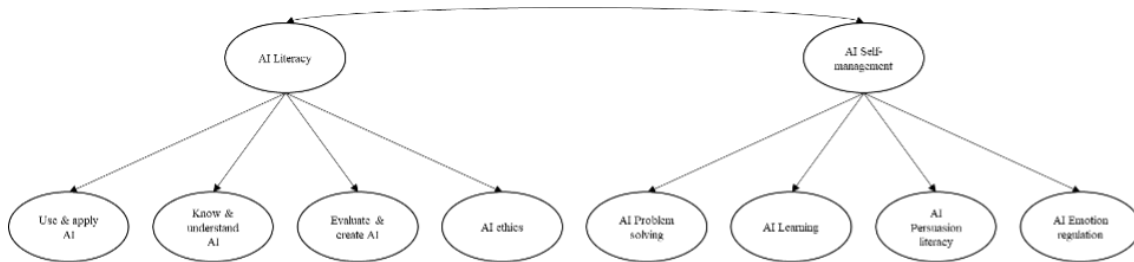 AI Literacy
AI Self-
management
Use & apply
AI
Know &
understand
AI
Evaluate &
create AI
AI ethics
AI Problem
solving
AI Learning
AI
Persuasion
literacy
AI Emotion
regulation